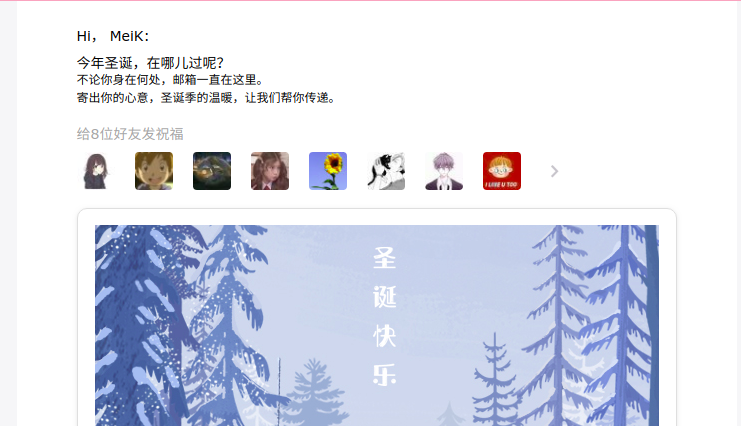 Hi， MeiK：
今年圣诞，在哪儿过呢？
不论你身在何处，邮箱一直在这里。
寄出你的心意，圣诞季的温暖，让我们帮你传递。
给8位好友发祝福
I LIKE U TOO
圣
诞
快
乐